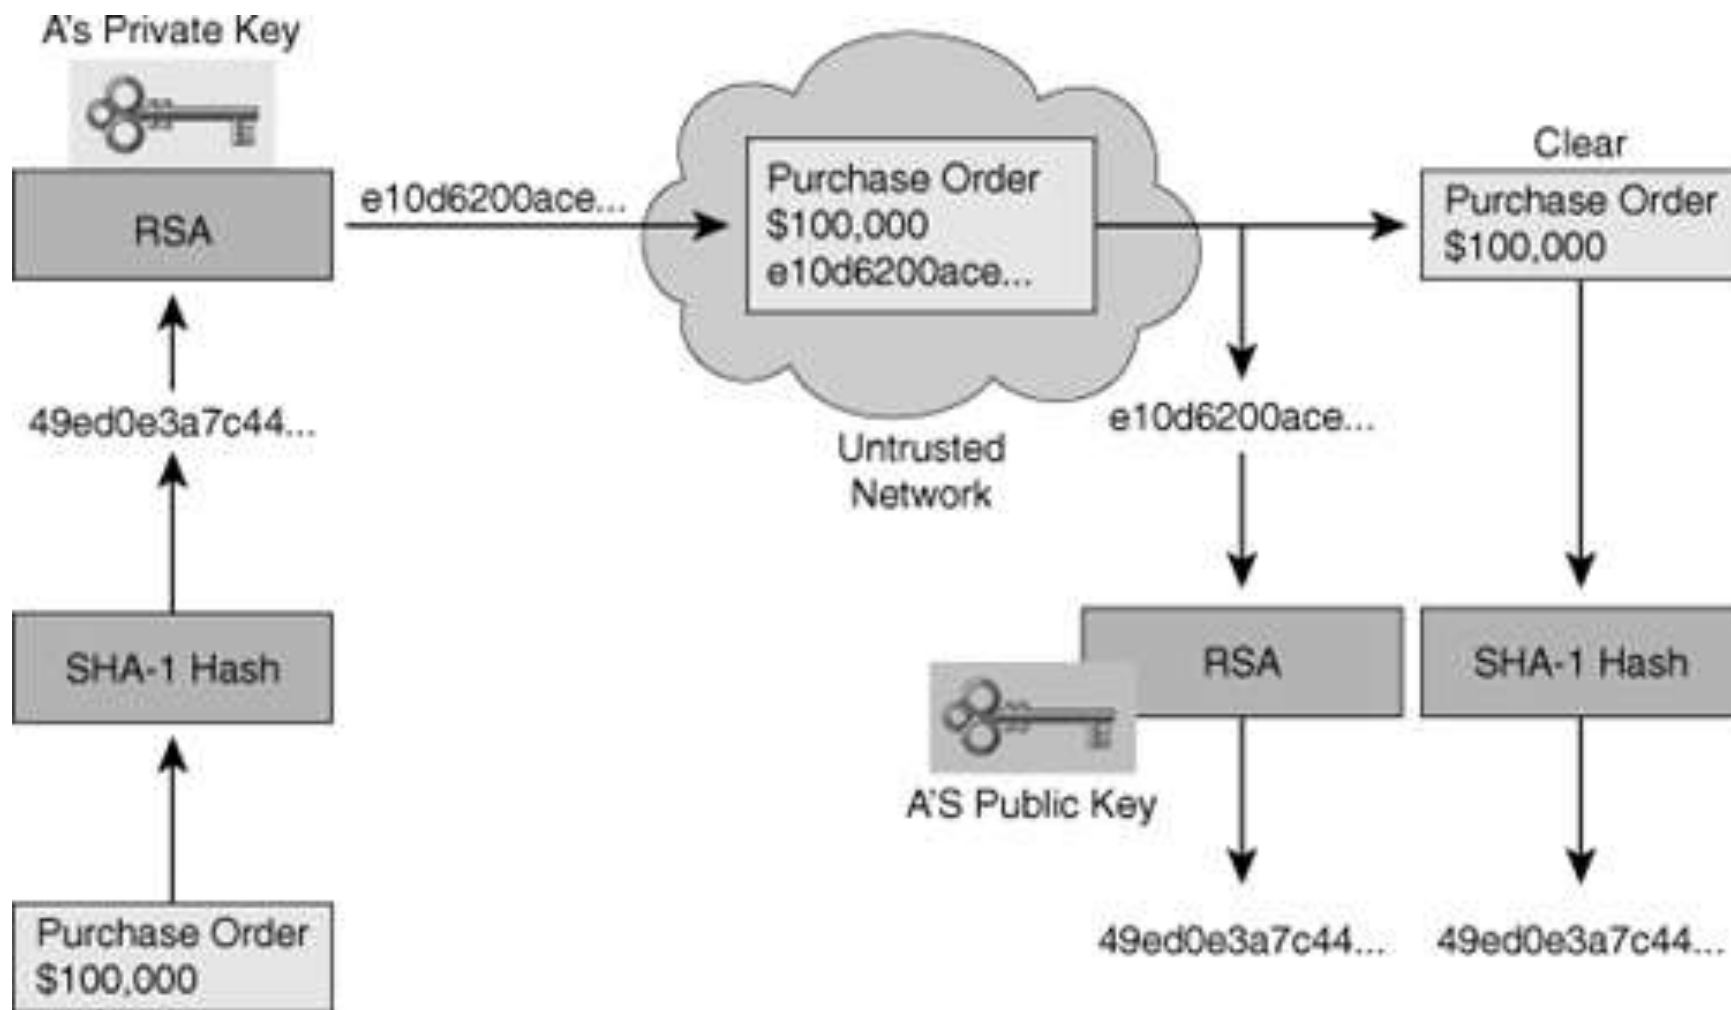 A's Private Key
RSA
e10d6200ace...
49ed0e3a7c44...
SHA-1 Hash
Purchase Order
$100,000
Purchase Order
$100,000
e10d6200ace...
Untrusted
Network
Clear
Purchase Order
$100,000
e10d6200ace...
RSA
SHA-1 Hash
A'S Public Key
49ed0e3a7c44...
49ed0e3a7c44...